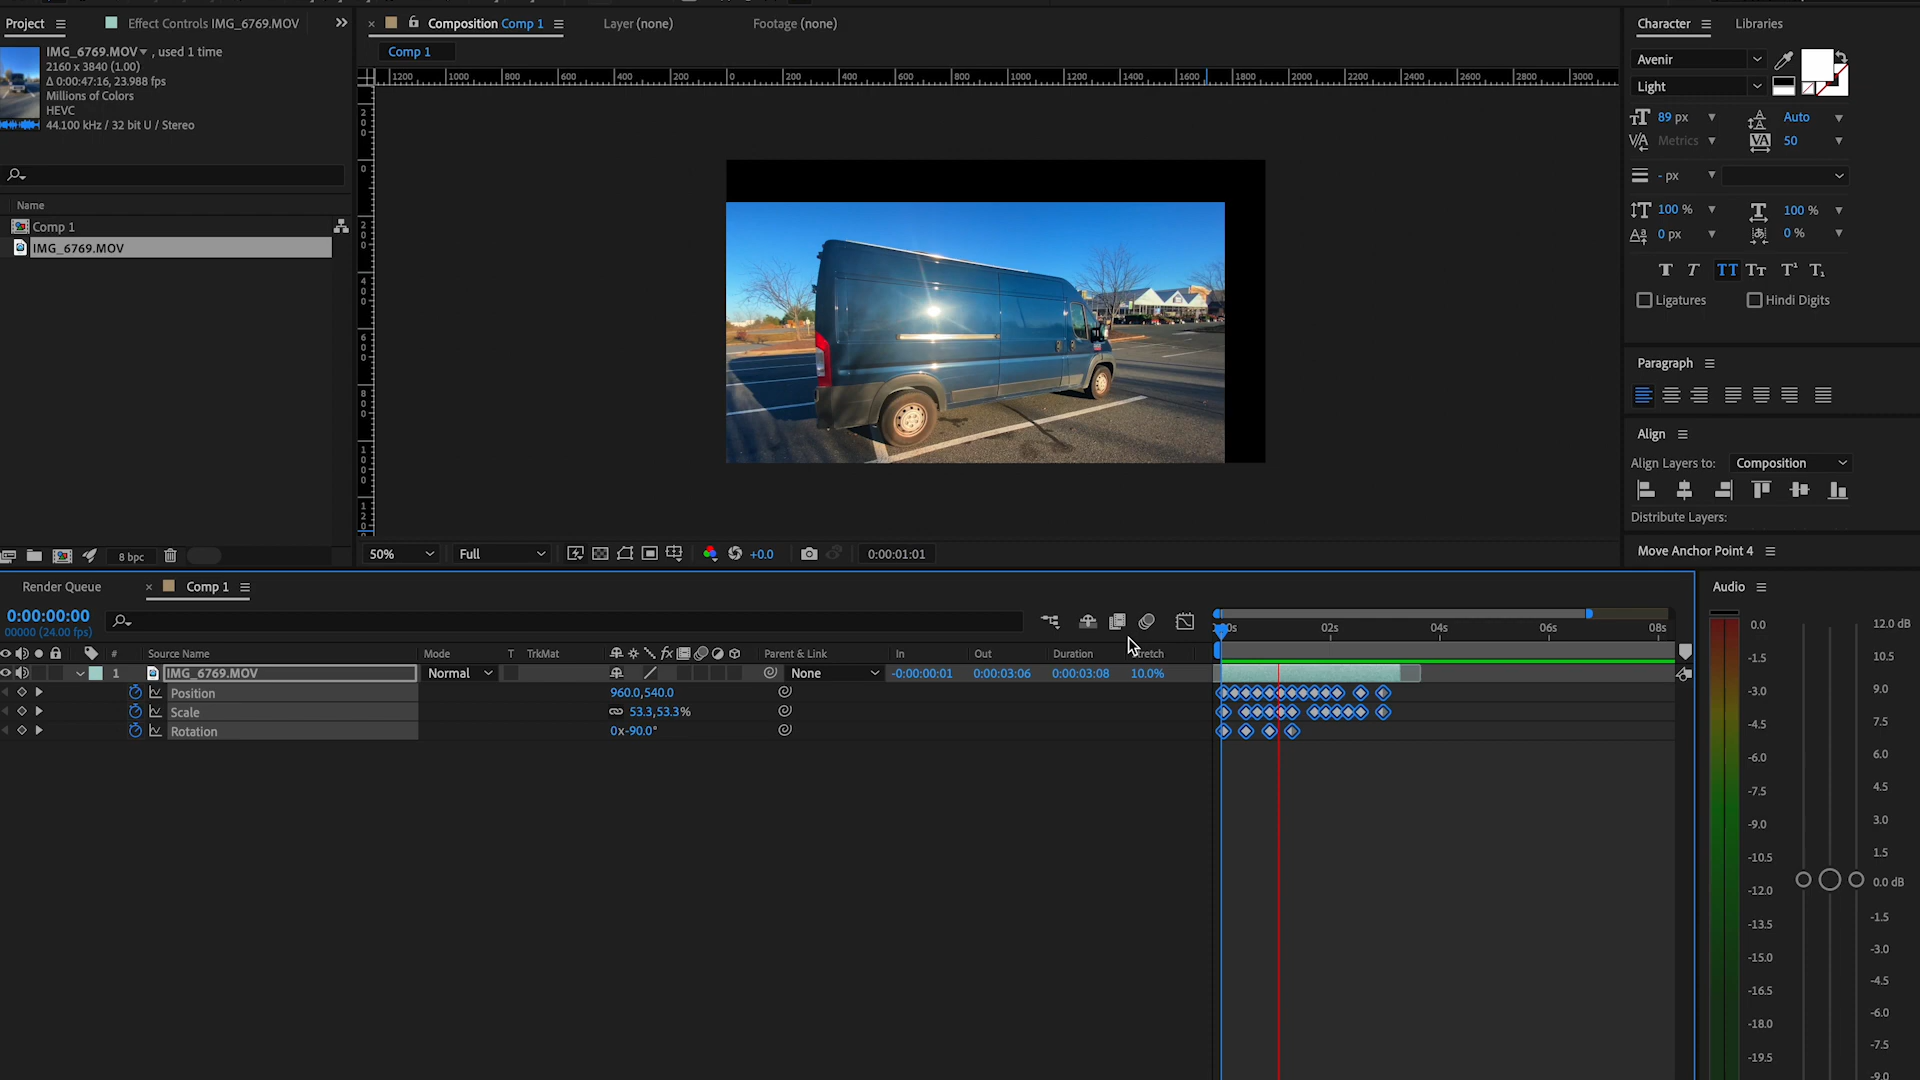 Project
Effect Controls IMG_6769.MOV
Composition Comp 1
Layer (none)
Footage (none)
Character
Libraries
IMG_6769.MOV , used 1 time
2160 x 3840 (1.00)
Δ 0:00:47:16, 23.988 fps
Millions of Colors
HEVC
44.100 kHz / 32 bit U / Stereo
Comp 1
1200 1000 800 600 400 200 0 200 400 600 800 1000 1200 1400 1600 1800 2000 2200 2400 2600 2800 3000
Avenir
Light
89 px
Auto
Metrics
50
- px
100 %
100 %
0 px
0 %
T T TT Tт T¹ T₁
Ligatures
Hindi Digits
Name
Comp 1
IMG_6769.MOV
Paragraph
Align
Align Layers to: Composition
Distribute Layers:
Move Anchor Point 4
8 bpc
50%
Full
+0.0
0:00:01:01
Render Queue
Comp 1
Audio
0:00:00:00
00000 (24.00 fps)
02s 04s 06s 08s
# Source Name Mode T TrkMat fx Parent & Link In Out Duration Stretch
1 IMG_6769.MOV Normal None -0:00:00:01 0:00:03:06 0:00:03:08 10.0%
Position 960.0,540.0
Scale 53.3,53.3%
Rotation 0x-90.0°
0.0 12.0 dB
-1.5 10.5
-3.0 9.0
-4.5 7.5
-6.0 6.0
-7.5 4.5
-9.0 3.0
-10.5 1.5
-12.0 0.0 dB
-13.5 -1.5
-15.0 -3.0
-16.5 -4.5
-18.0 -6.0
-19.5 -7.5
-9.0